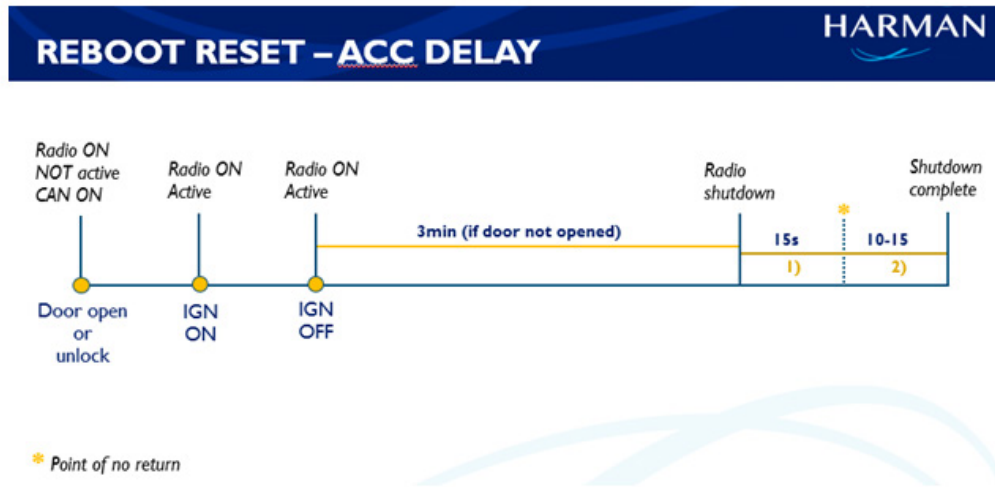 HARMAN
REBOOT RESET – ACC DELAY
Radio ON
NOT active
CAN ON
Radio ON
Active
Radio ON
Active
Radio
shutdown
Shutdown
complete
*
3min (if door not opened)
15s
10-15
1)
2)
Door open
or
unlock
IGN
ON
IGN
OFF
* Point of no return